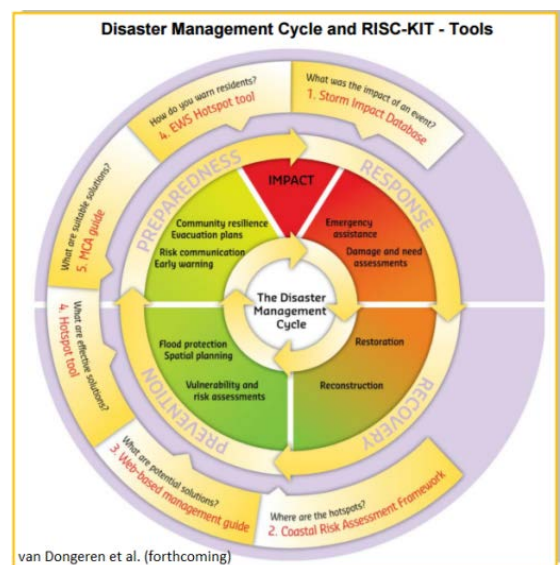 Disaster Management Cycle and RISC-KIT - Tools
How do you warn residents?
4. EWS Hotspot tool
What was the impact of an event?
1. Storm Impact Database
What are suitable solutions?
5. MCA guide
PREPAREDNESS
IMPACT
RESPONSE
Community resilience
Evacuation plans
Risk communication
Early warning
Emergency
assistance
Damage and need
assessments
The Disaster
Management
Cycle
What are effective solutions?
4. Hotspot tool
Flood protection
Spatial planning
Vulnerability and
risk assessments
Restoration
Reconstruction
PREVENTION
RECOVERY
What are potential solutions?
3. Web-based management guide
Where are the hotspots?
2. Coastal Risk Assessment Framework
van Dongeren et al. (forthcoming)